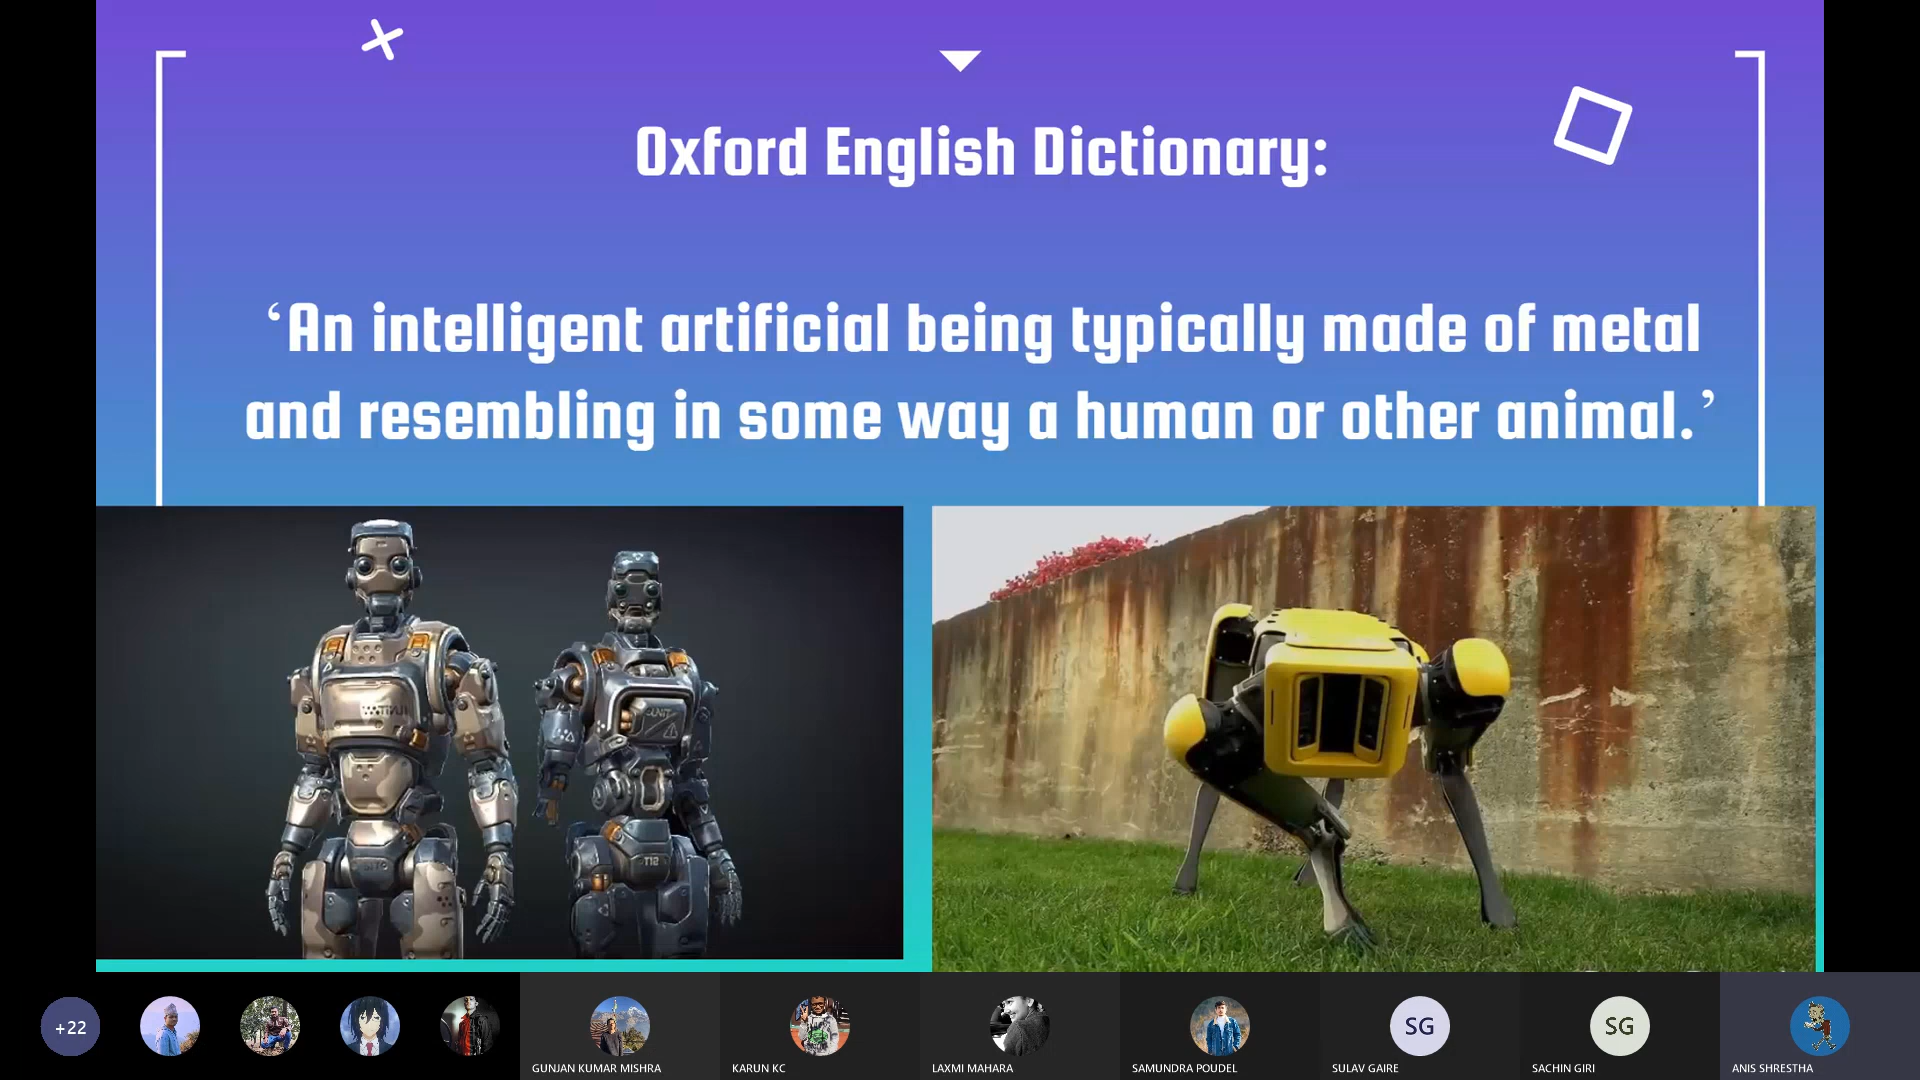 Oxford English Dictionary:
‘An intelligent artificial being typically made of metal
and resembling in some way a human or other animal.’
UNIT
T12
+22
GUNJAN KUMAR MISHRA
KARUN KC
LAXMI MAHARA
SAMUNDRA POUDEL
SG
SULAV GAIRE
SG
SACHIN GIRI
ANIS SHRESTHA